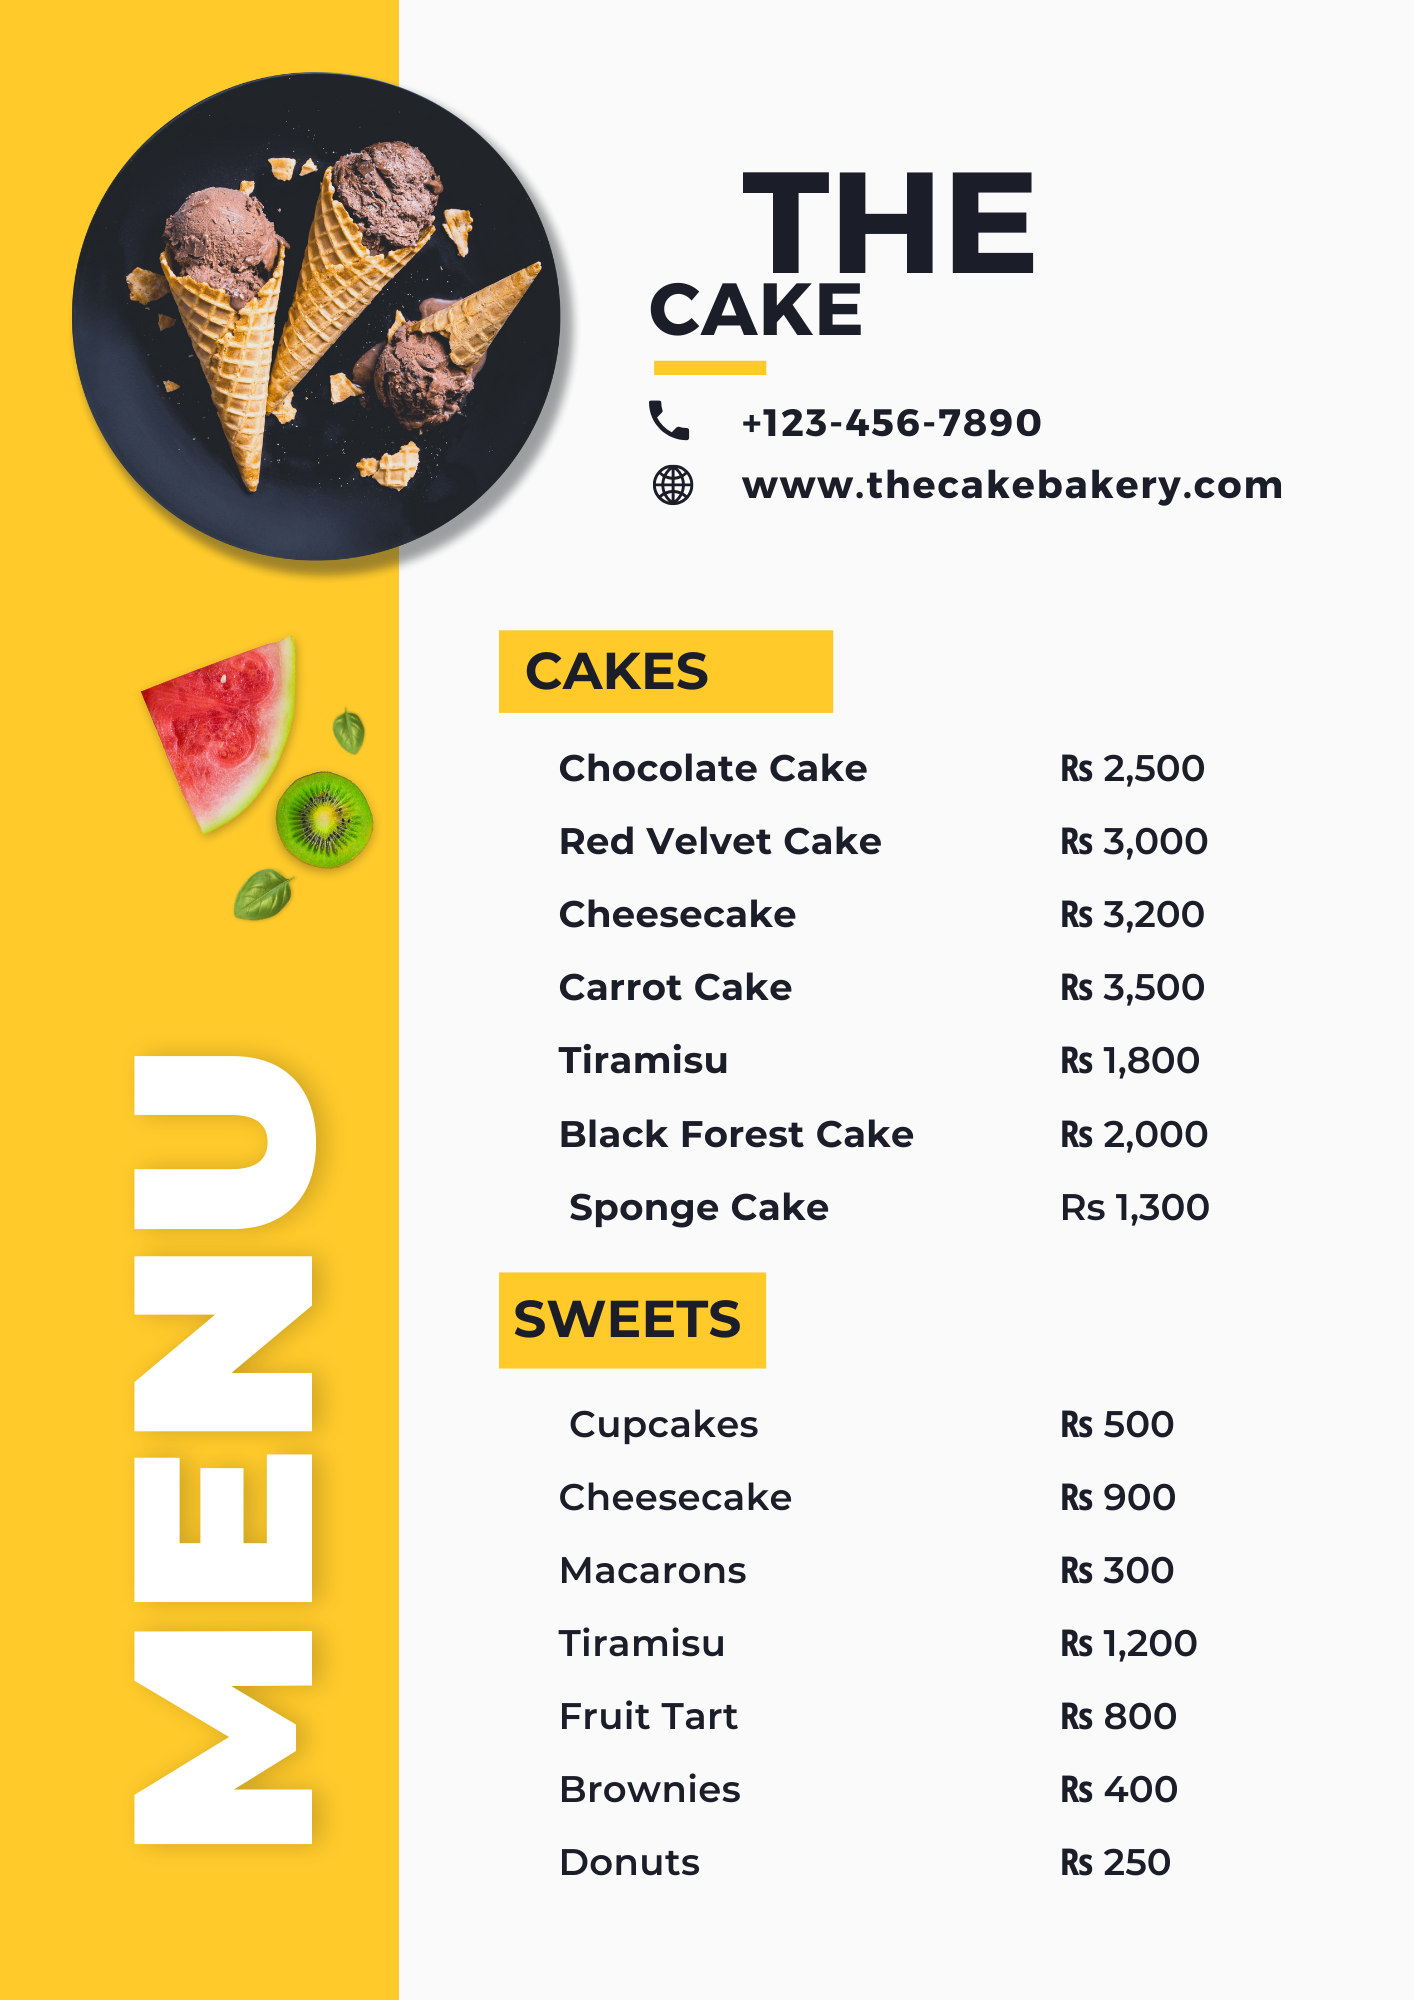 THE
CAKE
+123-456-7890
www.thecakebakery.com
CAKES
Chocolate Cake Rs 2,500
Red Velvet Cake Rs 3,000
Cheesecake Rs 3,200
Carrot Cake Rs 3,500
Tiramisu Rs 1,800
Black Forest Cake Rs 2,000
Sponge Cake Rs 1,300
SWEETS
Cupcakes Rs 500
Cheesecake Rs 900
Macarons Rs 300
Tiramisu Rs 1,200
Fruit Tart Rs 800
Brownies Rs 400
Donuts Rs 250
MENU